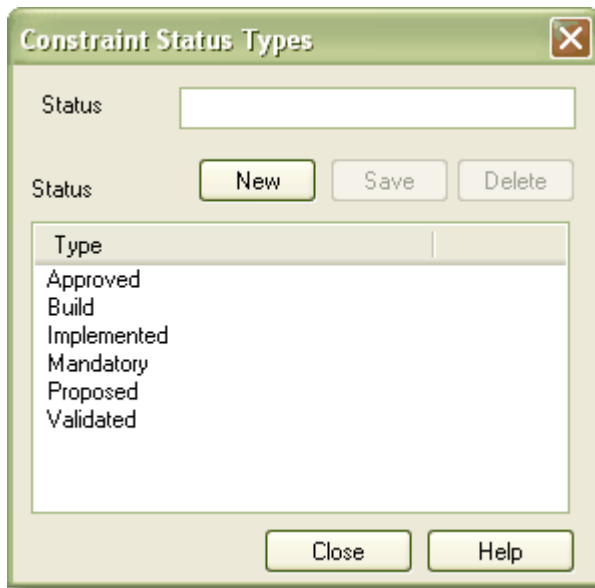 Constraint Status Types
Status
Status New Save Delete
Type
Approved
Build
Implemented
Mandatory
Proposed
Validated
Close Help